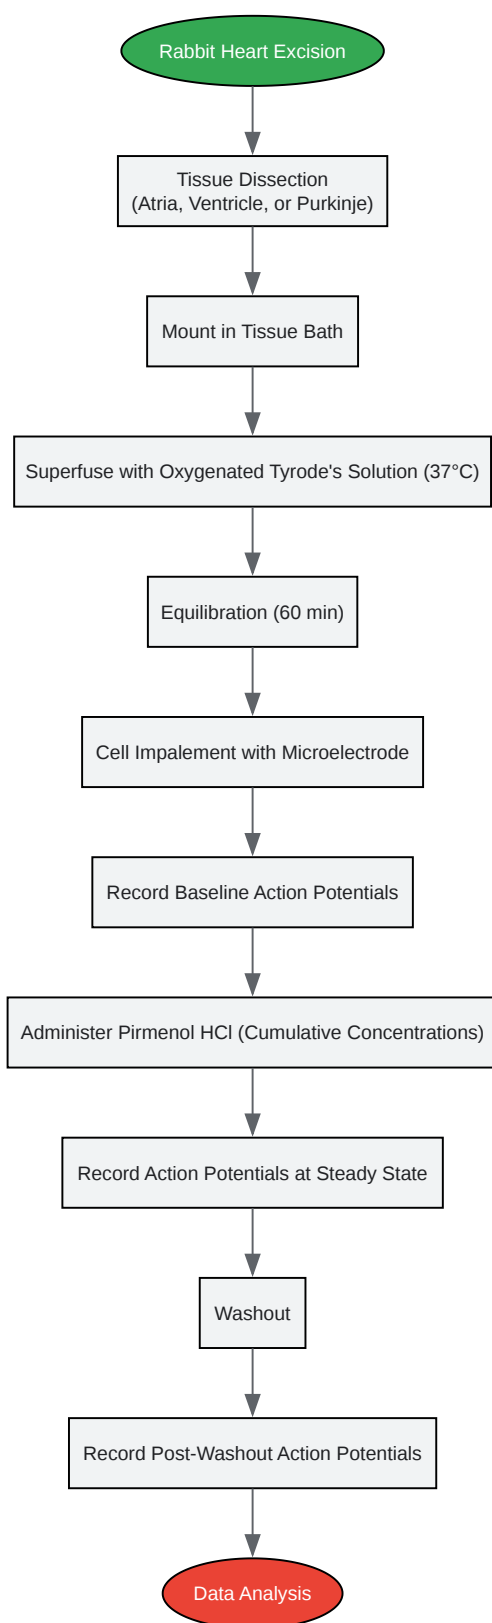 Rabbit Heart Excision
Tissue Dissection
(Atria, Ventricle, or Purkinje)
Mount in Tissue Bath
Superfuse with Oxygenated Tyrode's Solution (37°C)
Equilibration (60 min)
Cell Impalement with Microelectrode
Record Baseline Action Potentials
Administer Pirmenol HCl (Cumulative Concentrations)
Record Action Potentials at Steady State
Washout
Record Post-Washout Action Potentials
Data Analysis